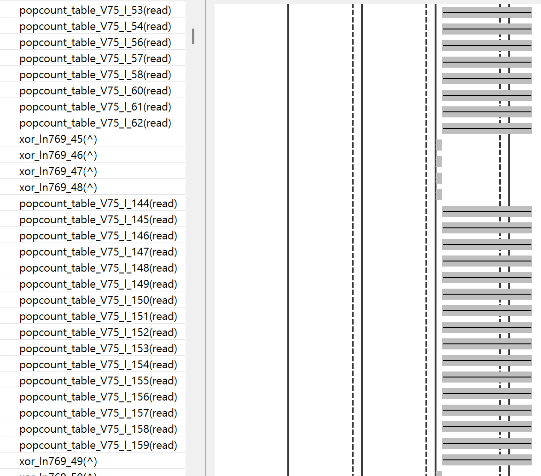 popcount_table_V75_l_53(read)
popcount_table_V75_l_54(read)
popcount_table_V75_l_56(read)
popcount_table_V75_l_57(read)
popcount_table_V75_l_58(read)
popcount_table_V75_l_60(read)
popcount_table_V75_l_61(read)
popcount_table_V75_l_62(read)
xor_ln769_45(^)
xor_ln769_46(^)
xor_ln769_47(^)
xor_ln769_48(^)
popcount_table_V75_l_144(read)
popcount_table_V75_l_145(read)
popcount_table_V75_l_146(read)
popcount_table_V75_l_147(read)
popcount_table_V75_l_148(read)
popcount_table_V75_l_149(read)
popcount_table_V75_l_150(read)
popcount_table_V75_l_151(read)
popcount_table_V75_l_152(read)
popcount_table_V75_l_153(read)
popcount_table_V75_l_154(read)
popcount_table_V75_l_155(read)
popcount_table_V75_l_156(read)
popcount_table_V75_l_157(read)
popcount_table_V75_l_158(read)
popcount_table_V75_l_159(read)
xor_ln769_49(^)